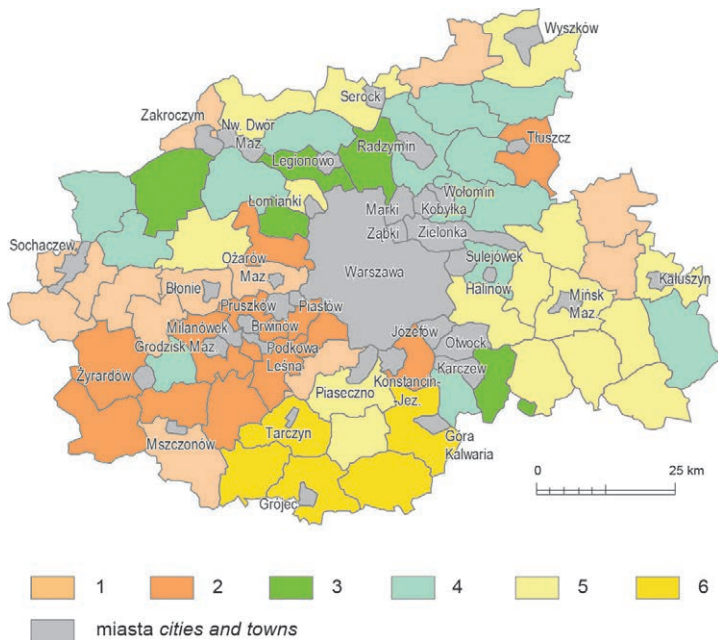 Wyszków
Serock
Zakroczym
Nw. Dwór
Maz.
Tłuszcz
Radzymin
Legionowo
Łomianki
Wołomin
Marki
Kobyłka
Ząbki
Zielonka
Sochaczew
Ożarów
Maz.
Sulejówek
Warszawa
Halinów
Kałuszyn
Błonie
Mińsk
Maz.
Pruszków
Piastów
Milanówek
Brwinów
Józefów
Otwock
Grodzisk Maz.
Podkowa
Leśna
Karczew
Żyrardów
Konstancin-
-Jez.
Piaseczno
Góra
Kalwaria
Tarczyn
Mszczonów
Grójec
0 25 km
1 2 3 4 5 6
miasta cities and towns